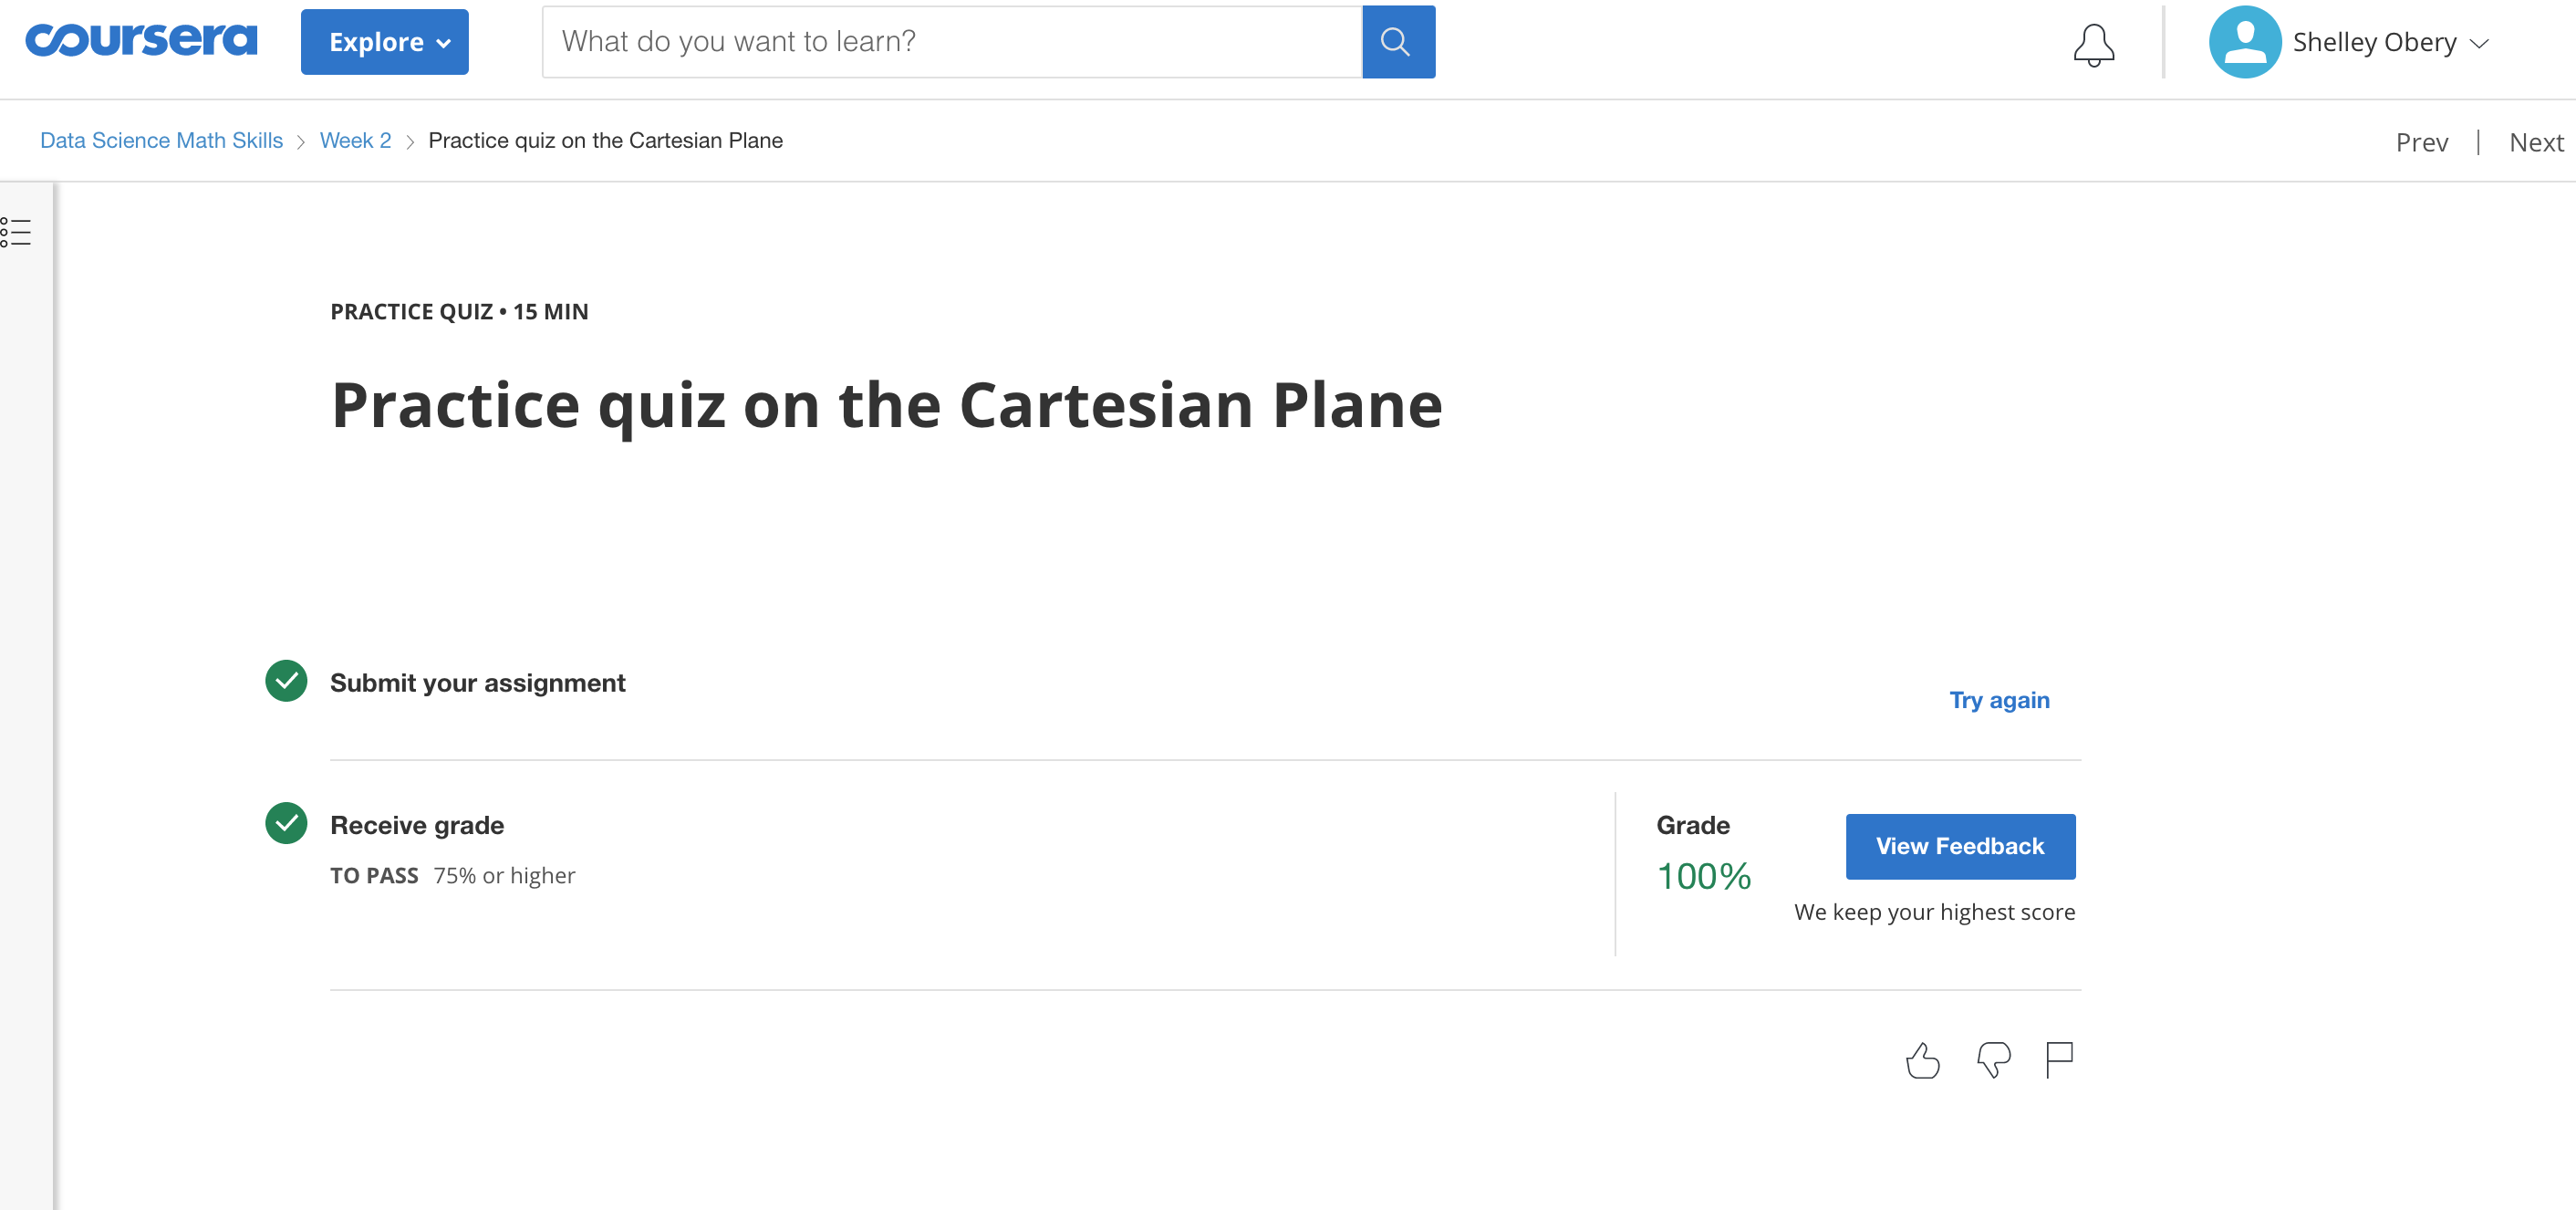 coursera
Explore
What do you want to learn?
Shelley Obery
Data Science Math Skills > Week 2 > Practice quiz on the Cartesian Plane
Prev | Next
PRACTICE QUIZ • 15 MIN
Practice quiz on the Cartesian Plane
Submit your assignment
Try again
Receive grade
TO PASS 75% or higher
Grade
100%
View Feedback
We keep your highest score